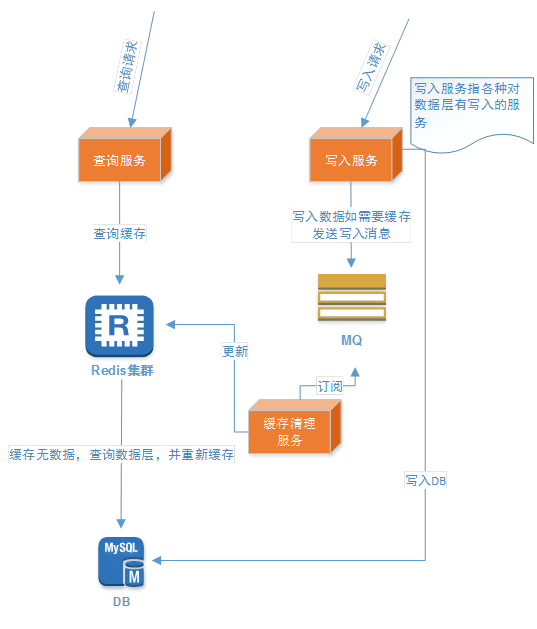 查询请求
写入请求
写入服务指各种对
数据层有写入的服
务
查询服务
写入服务
查询缓存
写入数据如需要缓存
发送写入消息
R
MQ
更新
Redis集群
订阅
缓存清理
服务
缓存无数据，查询数据层，并重新缓存
写入DB
MySQL
M
DB